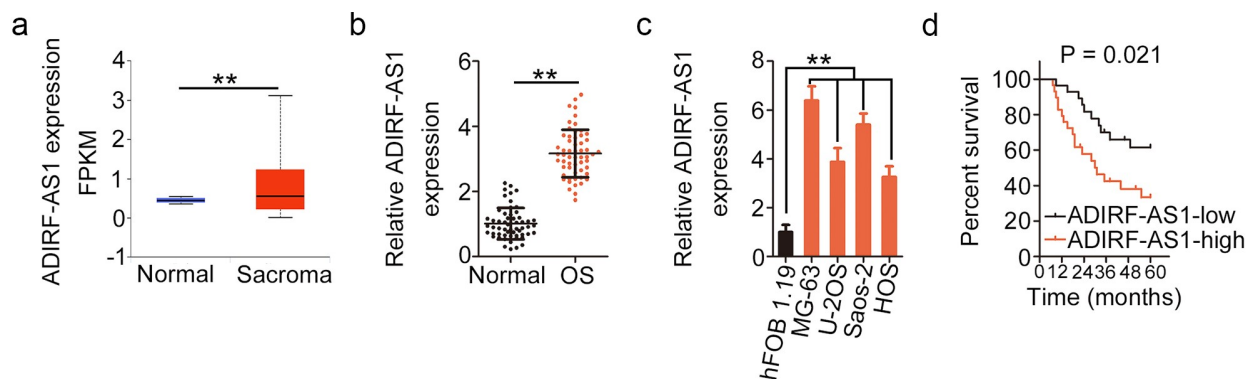 a
ADIRF-AS1 expression
FPKM
4
3
2
1
0
-1
**
Normal
Sacroma
b
Relative ADIRF-AS1
expression
6
4
2
0
**
Normal
OS
c
Relative ADIRF-AS1
expression
8
6
4
2
0
**
hFOB 1.19
MG-63
U-2OS
Saos-2
HOS
d
P = 0.021
Percent survival
100
80
60
40
20
0
ADIRF-AS1-low
ADIRF-AS1-high
0 12 24 36 48 60
Time (months)